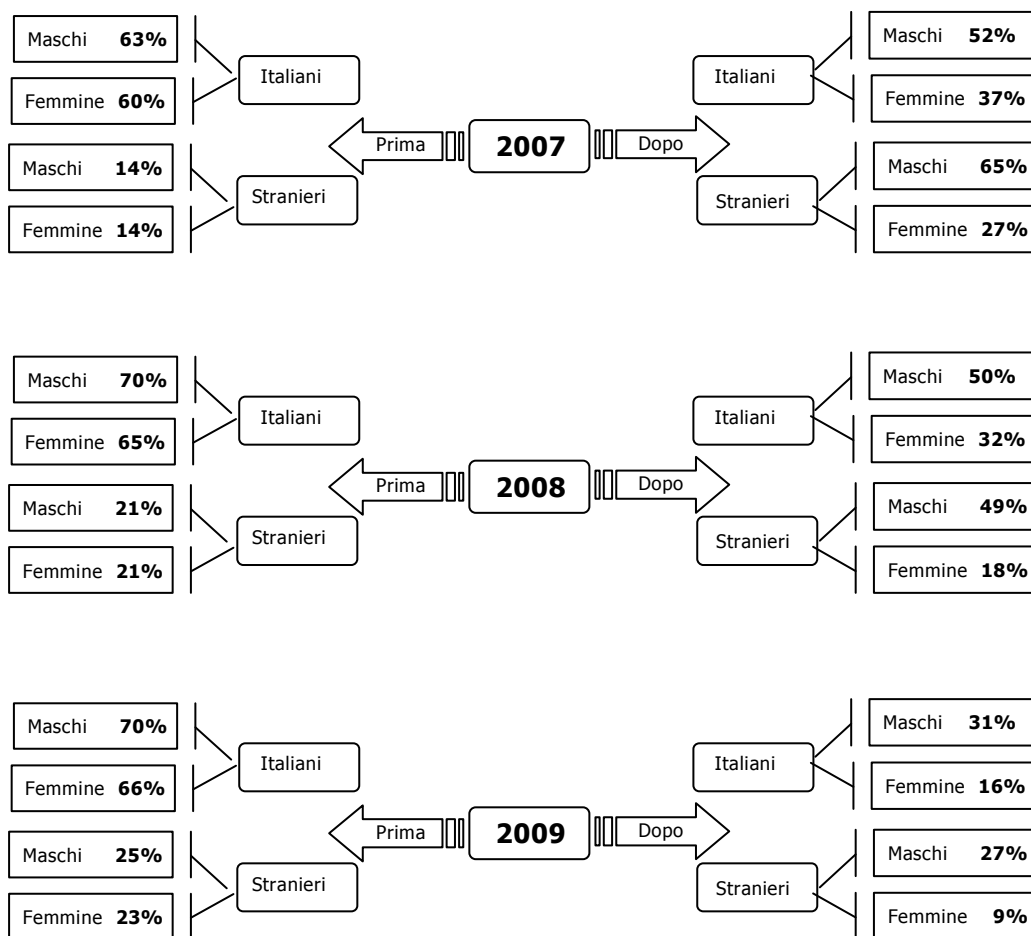 Maschi 63%
Maschi 52%
Italiani
Italiani
Femmine 60%
Femmine 37%
Prima 2007 Dopo
Maschi 14%
Maschi 65%
Stranieri
Stranieri
Femmine 14%
Femmine 27%
Maschi 70%
Maschi 50%
Italiani
Italiani
Femmine 65%
Femmine 32%
Prima 2008 Dopo
Maschi 21%
Maschi 49%
Stranieri
Stranieri
Femmine 21%
Femmine 18%
Maschi 70%
Maschi 31%
Italiani
Italiani
Femmine 66%
Femmine 16%
Prima 2009 Dopo
Maschi 25%
Maschi 27%
Stranieri
Stranieri
Femmine 23%
Femmine 9%